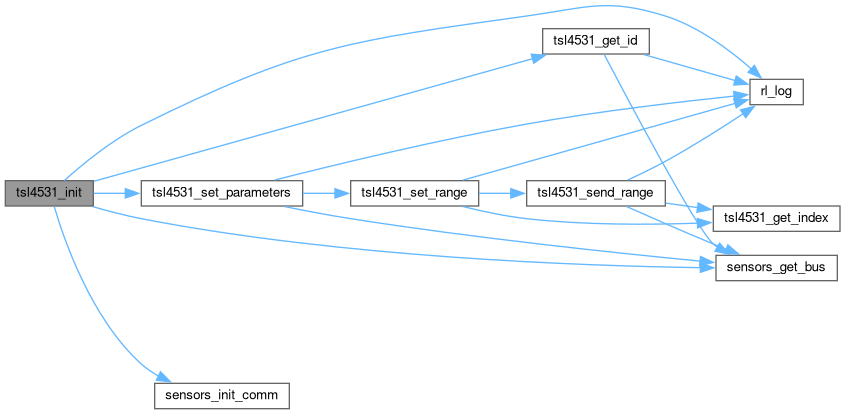 tsl4531_get_id
rl_log
tsl4531_init
tsl4531_set_parameters
tsl4531_set_range
tsl4531_send_range
tsl4531_get_index
sensors_get_bus
sensors_init_comm